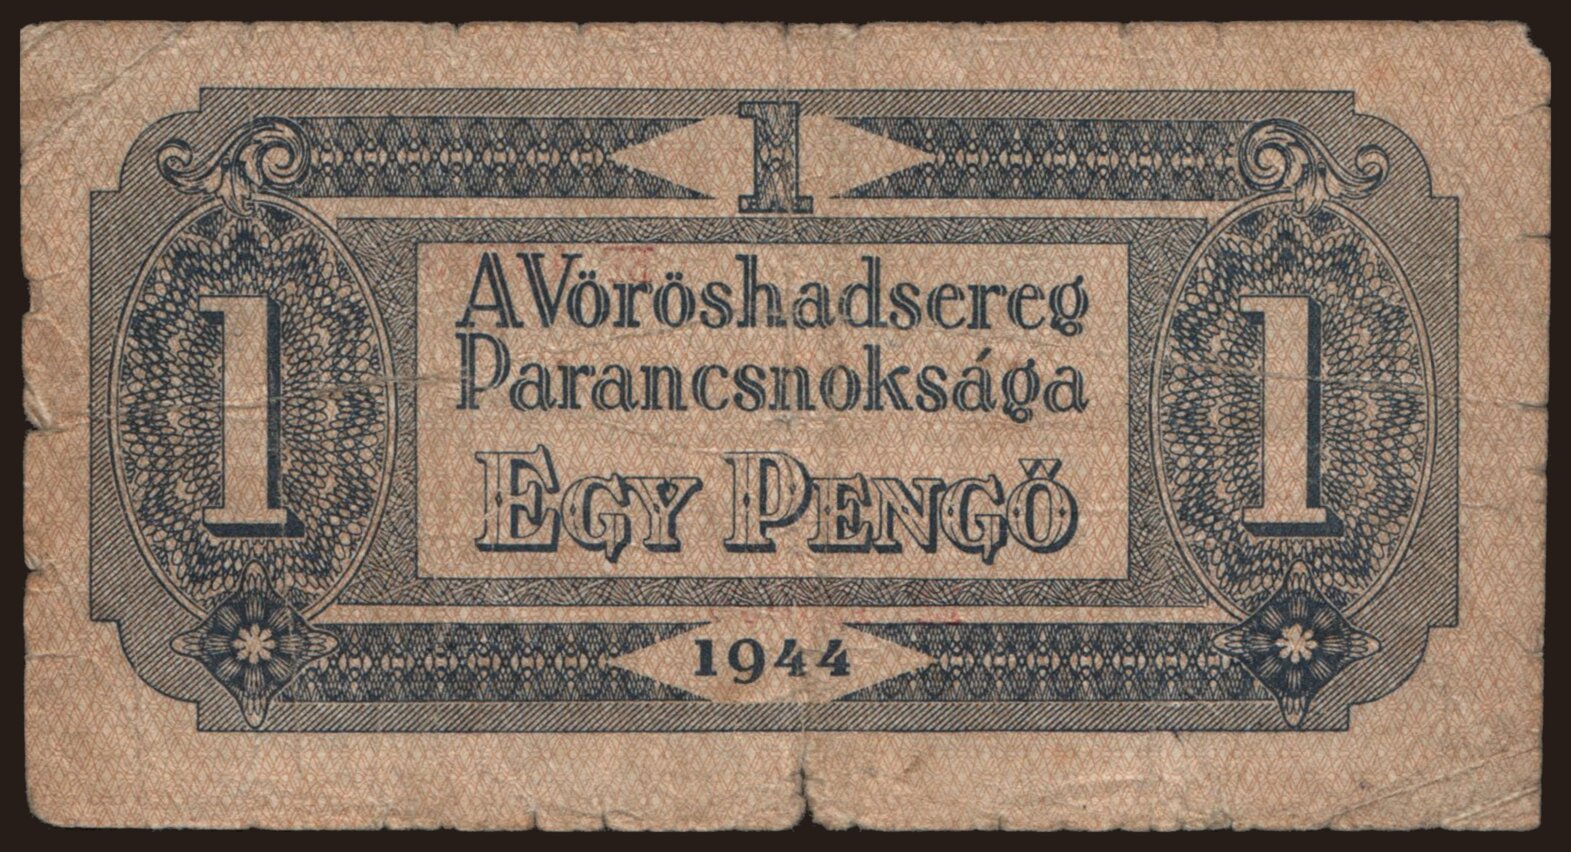 1
A Vöröshadsereg
Parancsnoksága
1
1
EGY PENGŐ
1944